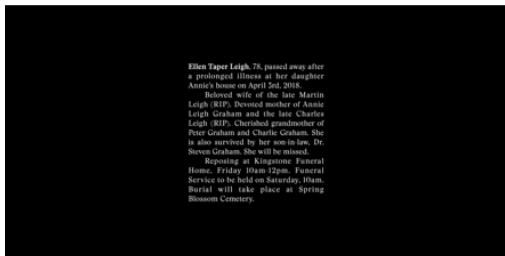 Ellen Taper Leigh, 78, passed away after
a prolonged illness at her daughter
Annie's house on April 3rd, 2018.
Beloved wife of the late Martin
Leigh (RIP). Devoted mother of Annie
Leigh Graham and the late Charles
Leigh (RIP). Cherished grandmother of
Peter Graham and Charlie Graham. She
is also survived by her son-in-law, Dr.
Steven Graham. She will be missed.
Reposing at Kingstone Funeral
Home, Friday 10am-12pm. Funeral
Service to be held on Saturday, 10am.
Burial will take place at Spring
Blossom Cemetery.